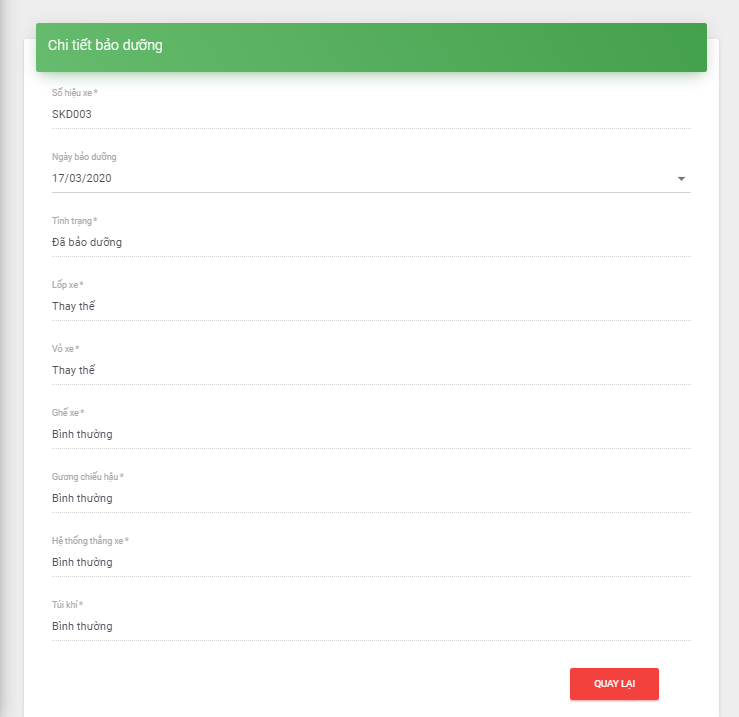 Chi tiết bảo dưỡng
Số hiệu xe *
SKD003
Ngày bảo dưỡng
17/03/2020
Tình trạng *
Đã bảo dưỡng
Lốp xe *
Thay thế
Vỏ xe *
Thay thế
Ghế xe *
Bình thường
Gương chiếu hậu *
Bình thường
Hệ thống thắng xe *
Bình thường
Túi khí *
Bình thường
QUAY LẠI